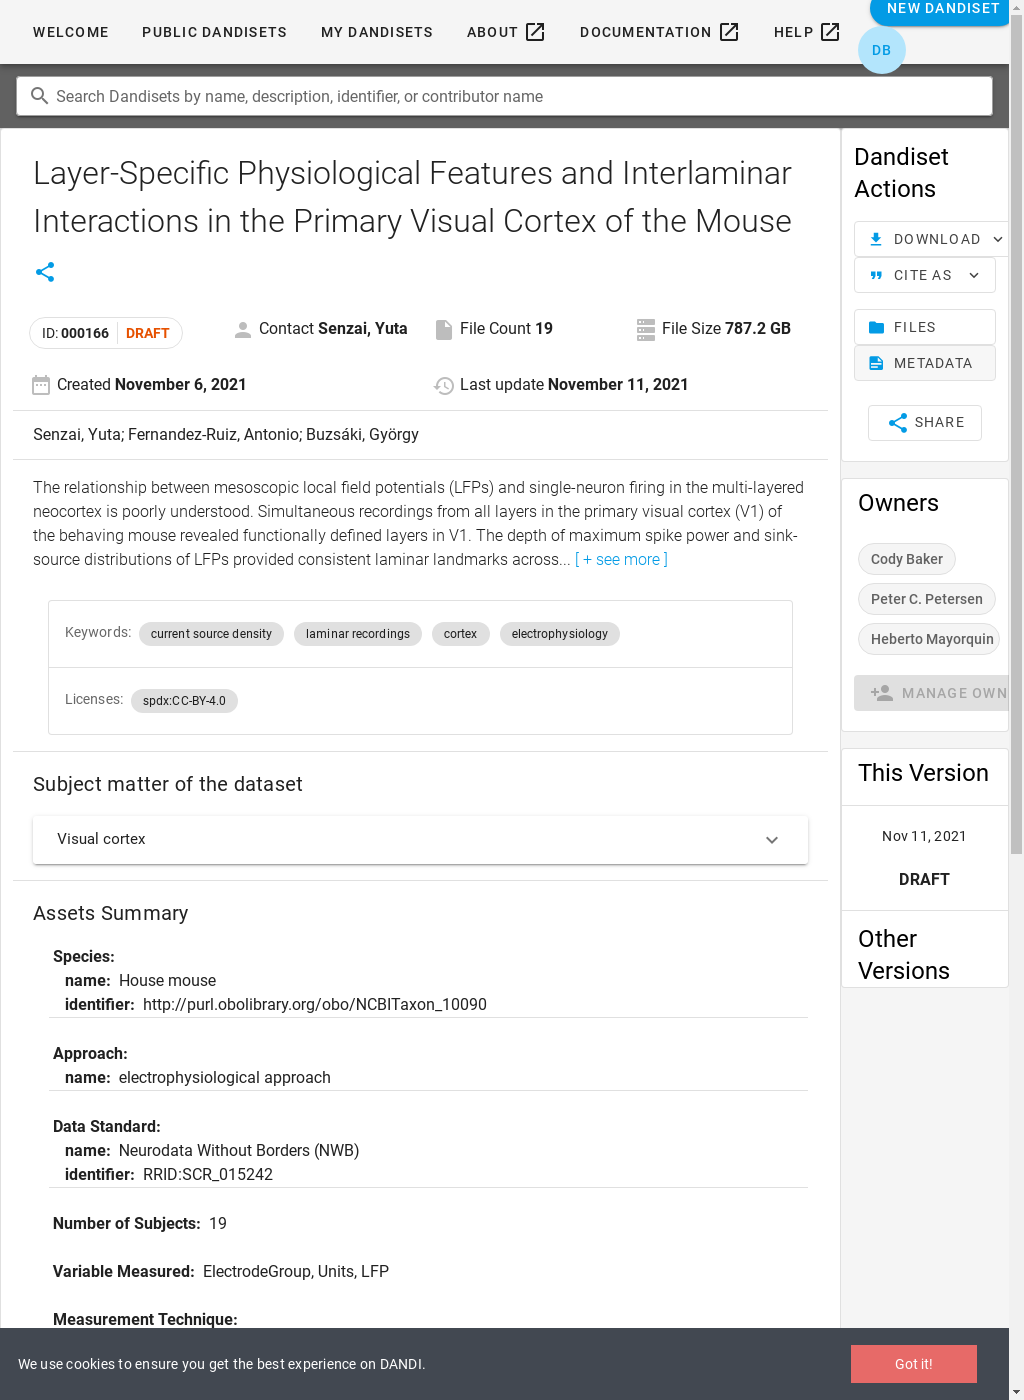 WELCOME PUBLIC DANDISETS MY DANDISETS ABOUT DOCUMENTATION HELP NEW DANDISET
DB
Search Dandisets by name, description, identifier, or contributor name
Layer-Specific Physiological Features and Interlaminar
Interactions in the Primary Visual Cortex of the Mouse
ID: 000166 DRAFT Contact Senzai, Yuta File Count 19 File Size 787.2 GB
Created November 6, 2021 Last update November 11, 2021
Senzai, Yuta; Fernandez-Ruiz, Antonio; Buzsáki, György
The relationship between mesoscopic local field potentials (LFPs) and single-neuron firing in the multi-layered
neocortex is poorly understood. Simultaneous recordings from all layers in the primary visual cortex (V1) of
the behaving mouse revealed functionally defined layers in V1. The depth of maximum spike power and sink-
source distributions of LFPs provided consistent laminar landmarks across... [ + see more ]
Keywords: current source density laminar recordings cortex electrophysiology
Licenses: spdx:CC-BY-4.0
Subject matter of the dataset
Visual cortex
Assets Summary
Species:
name: House mouse
identifier: http://purl.obolibrary.org/obo/NCBITaxon_10090
Approach:
name: electrophysiological approach
Data Standard:
name: Neurodata Without Borders (NWB)
identifier: RRID:SCR_015242
Number of Subjects: 19
Variable Measured: ElectrodeGroup, Units, LFP
Measurement Technique:
Dandiset
Actions
DOWNLOAD
CITE AS
FILES
METADATA
SHARE
Owners
Cody Baker
Peter C. Petersen
Heberto Mayorquin
MANAGE OWN
This Version
Nov 11, 2021
DRAFT
Other
Versions
We use cookies to ensure you get the best experience on DANDI. Got it!